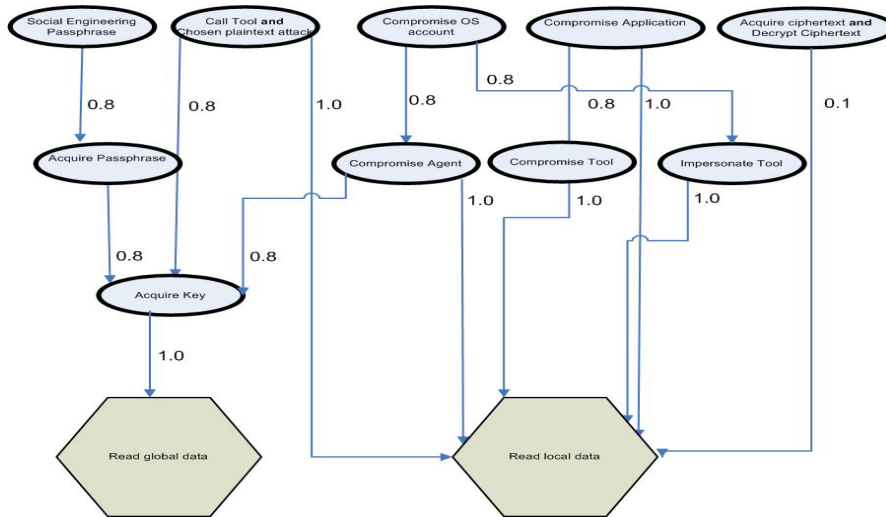 Social Engineering
Passphrase
Call Tool and
Chosen plaintext attack
Compromise OS
account
Compromise Application
Acquire ciphertext and
Decrypt Ciphertext
0.8
0.8
1.0
0.8
0.8
0.8
1.0
0.1
Acquire Passphrase
Compromise Agent
Compromise Tool
Impersonate Tool
0.8
0.8
1.0
1.0
1.0
Acquire Key
1.0
Read global data
Read local data